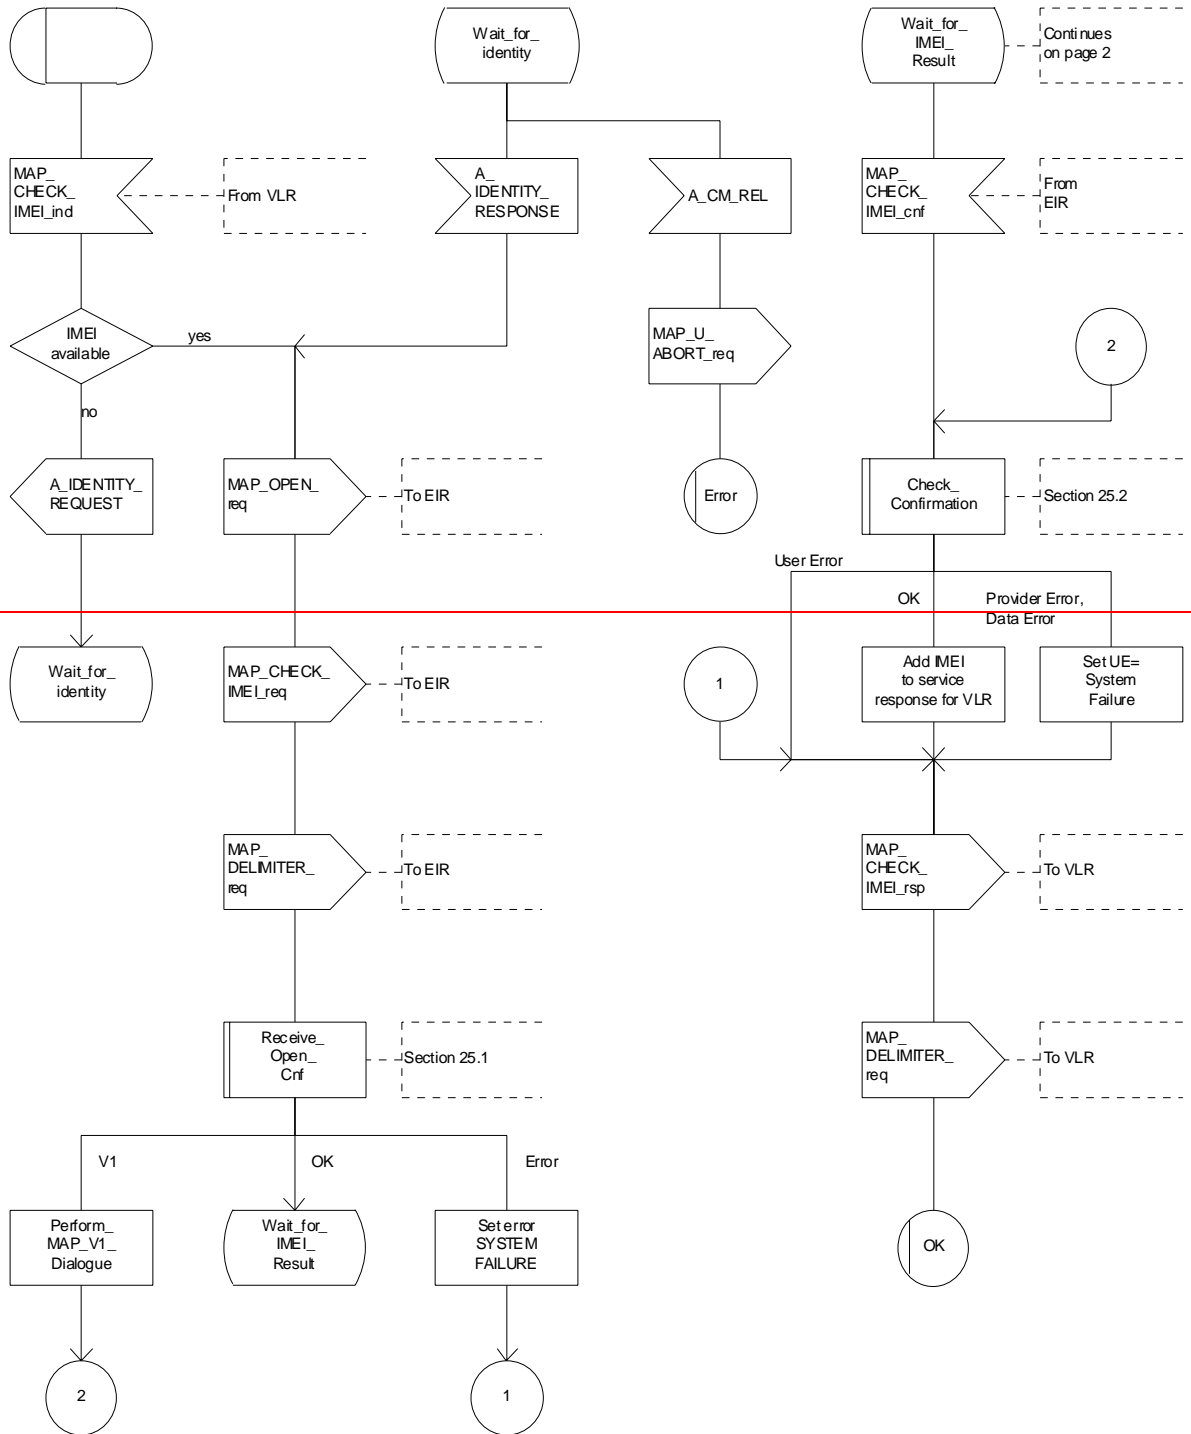 Wait_for_
identity
Wait_for_
IMEI_
Result
Continues
on page 2
MAP_
CHECK_
IMEI_ind
From VLR
A_
IDENTITY_
RESPONSE
A_CM_REL
MAP_
CHECK_
IMEI_cnf
From
EIR
IMEI
available
yes
no
MAP_U_
ABORT_req
2
A_IDENTITY_
REQUEST
MAP_OPEN_
req
To EIR
Error
Check_
Confirmation
Section 25.2
User Error
OK
Provider Error,
Data Error
Wait_for_
identity
MAP_CHECK_
IMEI_req
To EIR
1
Add IMEI
to service
response for VLR
Set UE=
System
Failure
MAP_
DELIMITER_
req
To EIR
MAP_
CHECK_
IMEI_rsp
To VLR
Receive_
Open_
Cnf
Section 25.1
MAP_
DELIMITER_
req
To VLR
V1
OK
Error
Perform_
MAP_V1_
Dialogue
Wait_for_
IMEI_
Result
Set error
SYSTEM
FAILURE
OK
2
1